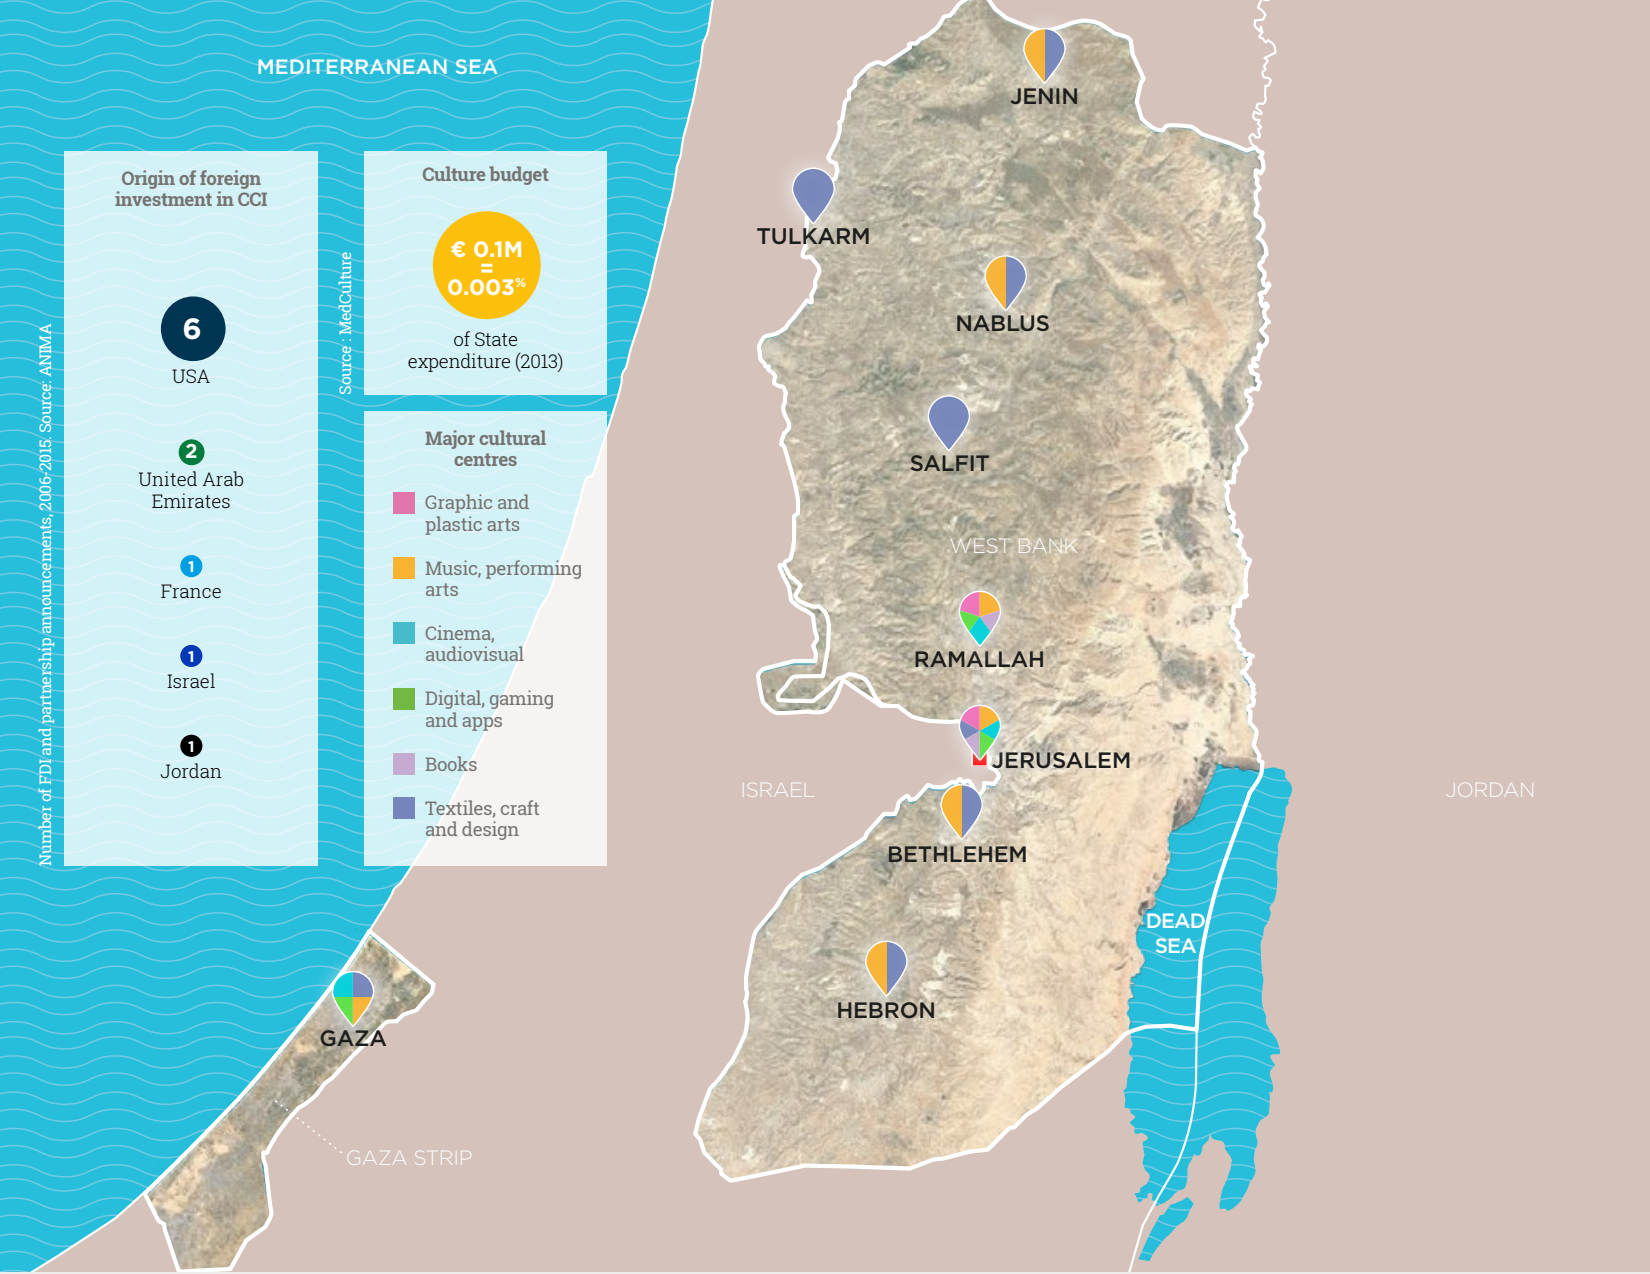 MEDITERRANEAN SEA
Number of FDI and partnership announcements, 2006-2015. Source: ANIMA
Origin of foreign
investment in CCI
6
USA
2
United Arab
Emirates
1
France
1
Israel
1
Jordan
Source : MedCulture
Culture budget
€ 0.1M
=
0.003%
of State
expenditure (2013)
Major cultural
centres
Graphic and
plastic arts
Music, performing
arts
Cinema,
audiovisual
Digital, gaming
and apps
Books
Textiles, craft
and design
JENIN
TULKARM
NABLUS
SALFIT
WEST BANK
RAMALLAH
JERUSALEM
ISRAEL
JORDAN
BETHLEHEM
DEAD
SEA
HEBRON
GAZA
GAZA STRIP